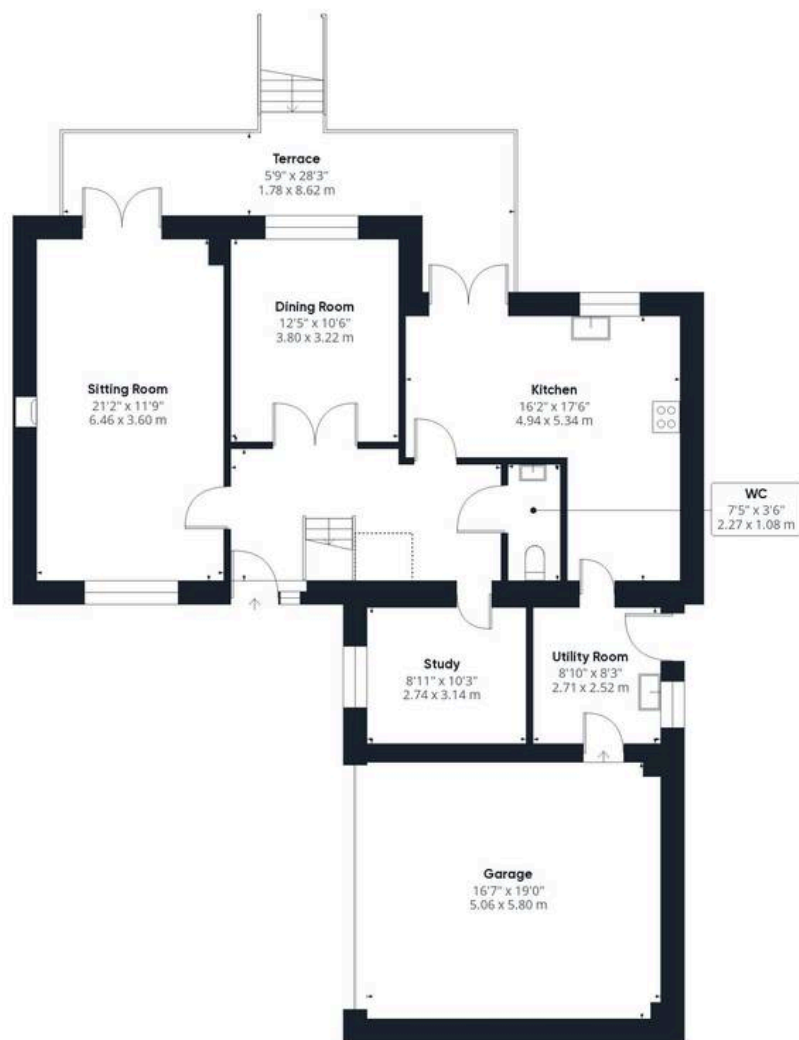 Terrace
5'9" x 28'3"
1.78 x 8.62 m
Dining Room
12'5" x 10'6"
3.80 x 3.22 m
Sitting Room
21'2" x 11'9"
6.46 x 3.60 m
Kitchen
16'2" x 17'6"
4.94 x 5.34 m
WC
7'5" x 3'6"
2.27 x 1.08 m
Study
8'11" x 10'3"
2.74 x 3.14 m
Utility Room
8'10" x 8'3"
2.71 x 2.52 m
Garage
16'7" x 19'0"
5.06 x 5.80 m